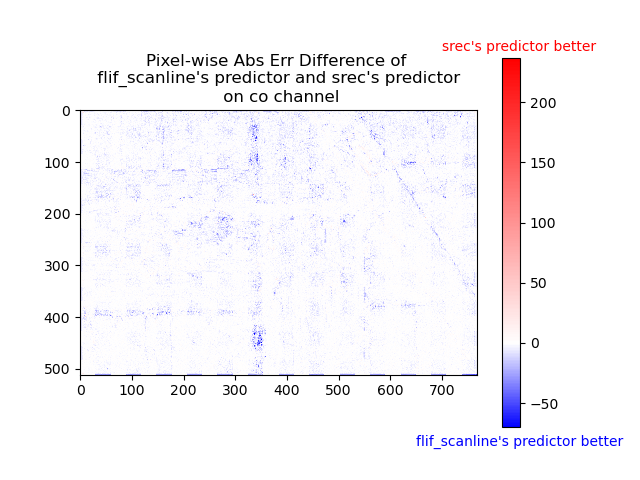 srec's predictor better
Pixel-wise Abs Err Difference of
flif_scanline's predictor and srec's predictor
on co channel
0
100
200
300
400
500
0 100 200 300 400 500 600 700
200
150
100
50
0
−50
flif_scanline's predictor better